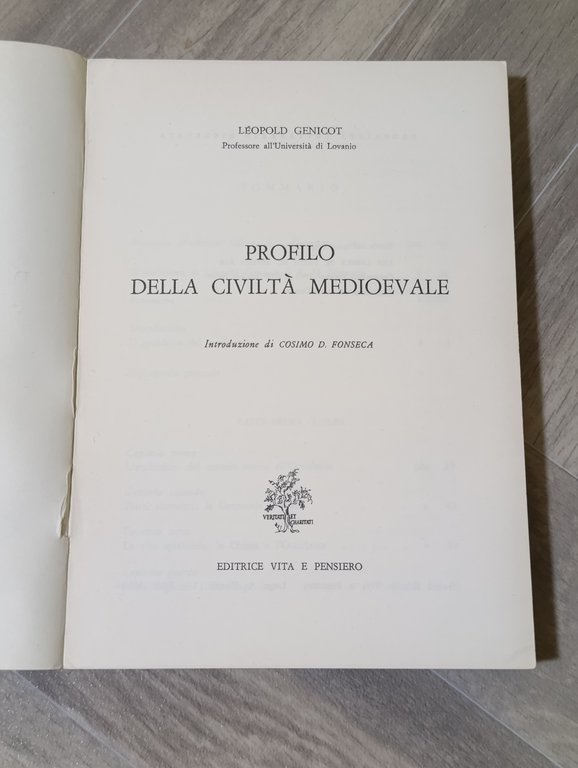 LÉOPOLD GENICOT
Professore all'Università di Lovanio
PROFILO
DELLA CIVILTÀ MEDIOEVALE
Introduzione di COSIMO D. FONSECA
VERITATI ET
CHARITATI
EDITRICE VITA E PENSIERO